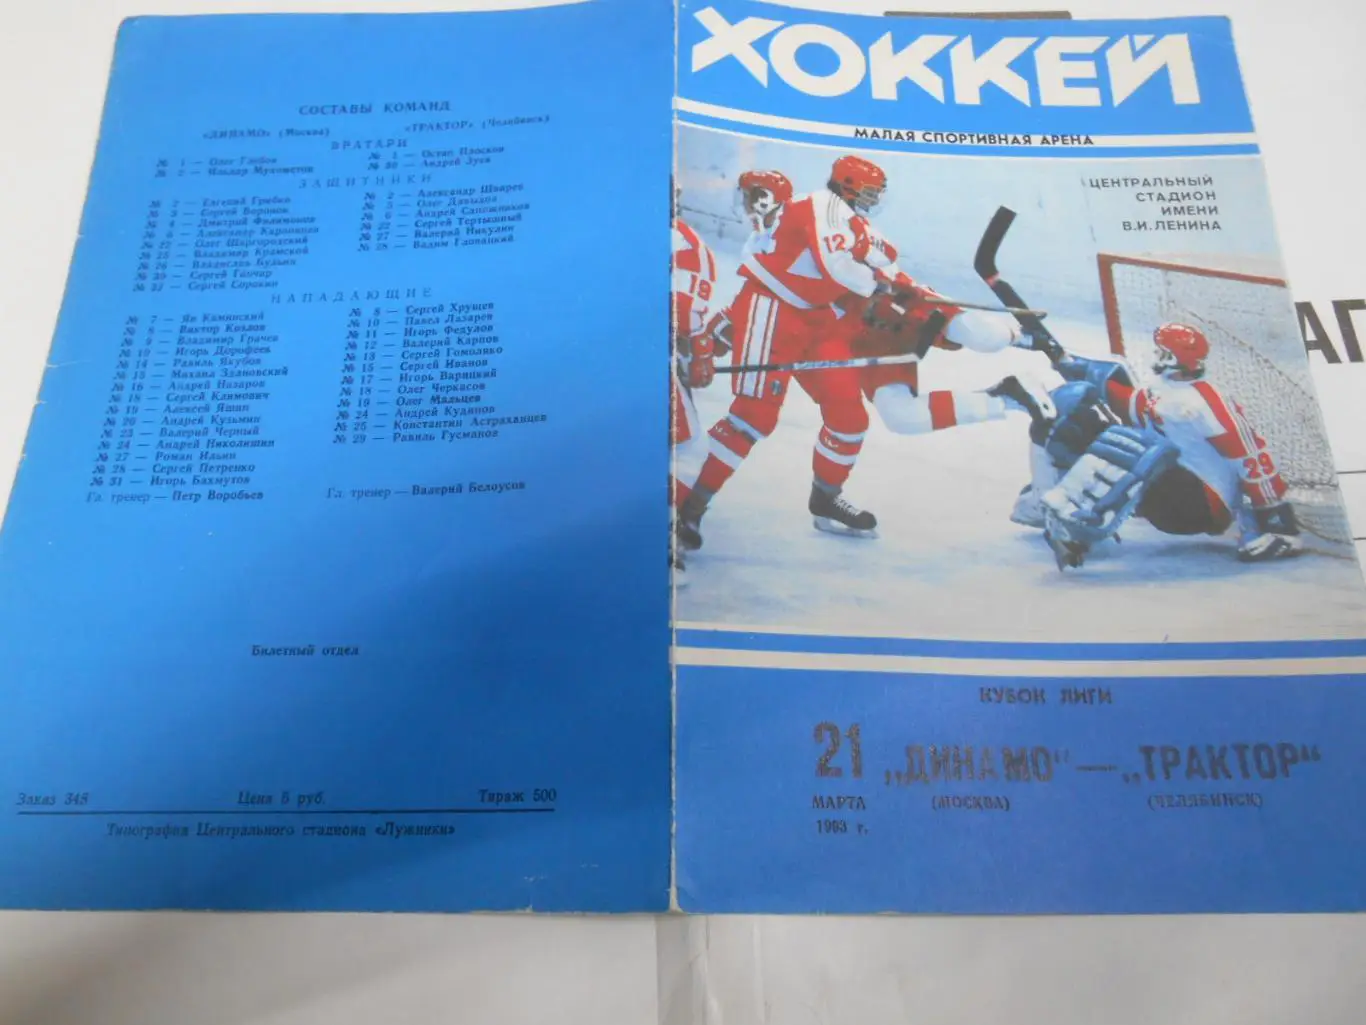 СОСТАВЫ КОМАНД
«ДИНАМО» (Москва)
«ТРАКТОР» (Челябинск)
ВРАТАРИ
№ 1 — Олег Глебов
№ 2 — Ильдар Мухометов
№ 1 — Остап Плосков
№ 30 — Андрей Зуев
ЗАЩИТНИКИ
№ 2 — Евгений Грибко
№ 3 — Сергей Воронов
№ 4 — Дмитрий Филимонов
№ 6 — Александр Карповцев
№ 22 — Олег Шаргородский
№ 25 — Владимир Крамской
№ 26 — Владислав Бульин
№ 30 — Сергей Гончар
№ 32 — Сергей Сорокин
№ 2 — Александр Шварев
№ 3 — Олег Давыдов
№ 6 — Андрей Сапожников
№ 22 — Сергей Тертышный
№ 27 — Валерий Никулин
№ 28 — Вадим Гловацкий
НАПАДАЮЩИЕ
№ 7 — Ян Каминский
№ 8 — Виктор Козлов
№ 9 — Владимир Грачев
№ 10 — Игорь Дорофеев
№ 14 — Равиль Якубов
№ 15 — Михаил Здановский
№ 16 — Андрей Назаров
№ 18 — Сергей Климович
№ 19 — Алексей Яшин
№ 20 — Андрей Кузьмин
№ 23 — Валерий Черный
№ 24 — Андрей Николишин
№ 27 — Роман Ильин
№ 28 — Сергей Петренко
№ 31 — Игорь Бахмутов
Гл. тренер — Петр Воробьев
№ 8 — Сергей Хрущев
№ 10 — Павел Лазарев
№ 11 — Игорь Федулов
№ 12 — Валерий Карпов
№ 13 — Сергей Гомоляко
№ 15 — Сергей Иванов
№ 17 — Игорь Варицкий
№ 18 — Олег Черкасов
№ 19 — Олег Мальцев
№ 24 — Андрей Кудинов
№ 25 — Константин Астраханцев
№ 29 — Равиль Гусманов
Гл. тренер — Валерий Белоусов
Билетный отдел
Заказ 348 Цена 5 руб. Тираж 500
Типография Центрального стадиона «Лужники»
ХОККЕЙ
МАЛАЯ СПОРТИВНАЯ АРЕНА
ЦЕНТРАЛЬНЫЙ
СТАДИОН
ИМЕНИ
В.И. ЛЕНИНА
12
19
29
КУБОК ЛИГИ
21 „ДИНАМО" — „ТРАКТОР"
МАРТА (МОСКВА) (ЧЕЛЯБИНСК)
1993 г.